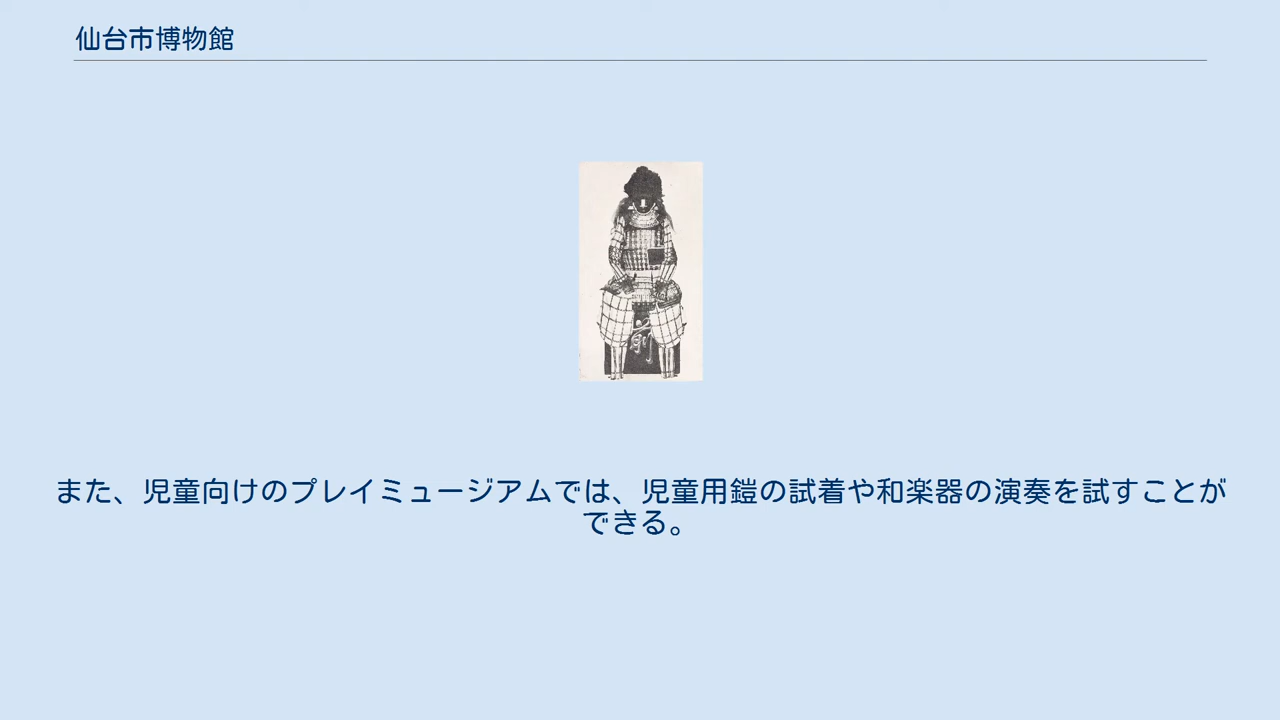 仙台市博物館
また、児童向けのプレイミュージアムでは、児童用鎧の試着や和楽器の演奏を試すことが
できる。